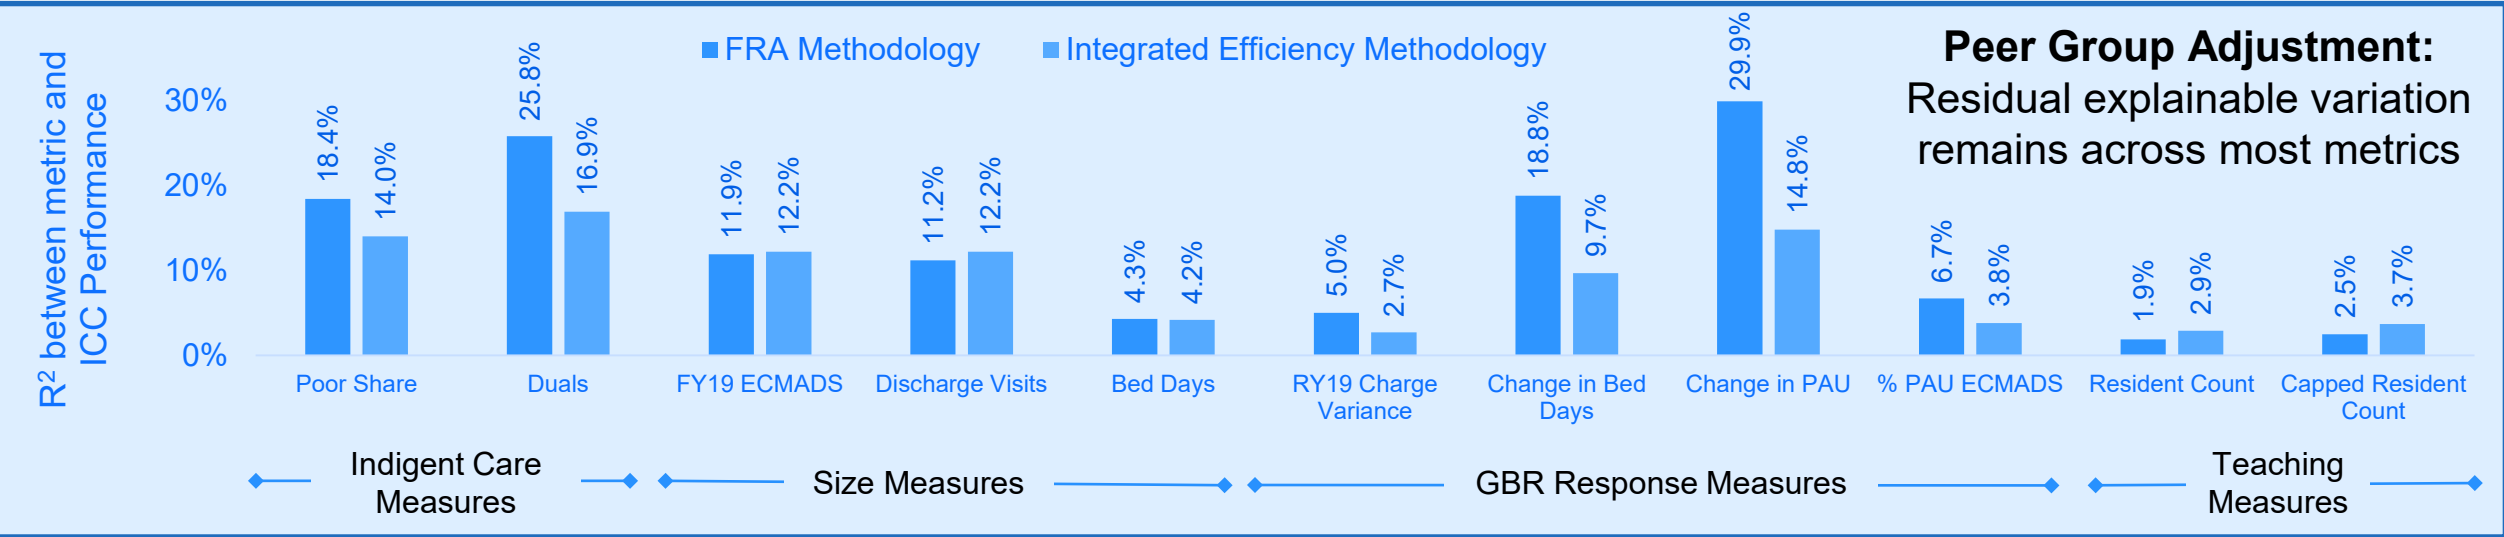 FRA Methodology
Integrated Efficiency Methodology
Peer Group Adjustment:
Residual explainable variation
remains across most metrics
R² between metric and
ICC Performance
30%
20%
10%
0%
18.4%
14.0%
25.8%
16.9%
11.9%
12.2%
11.2%
12.2%
4.3%
4.2%
5.0%
2.7%
18.8%
9.7%
29.9%
14.8%
6.7%
3.8%
1.9%
2.9%
2.5%
3.7%
Poor Share
Duals
FY19 ECMADS
Discharge Visits
Bed Days
RY19 Charge
Variance
Change in Bed
Days
Change in PAU
% PAU ECMADS
Resident Count
Capped Resident
Count
Indigent Care
Measures
Size Measures
GBR Response Measures
Teaching
Measures